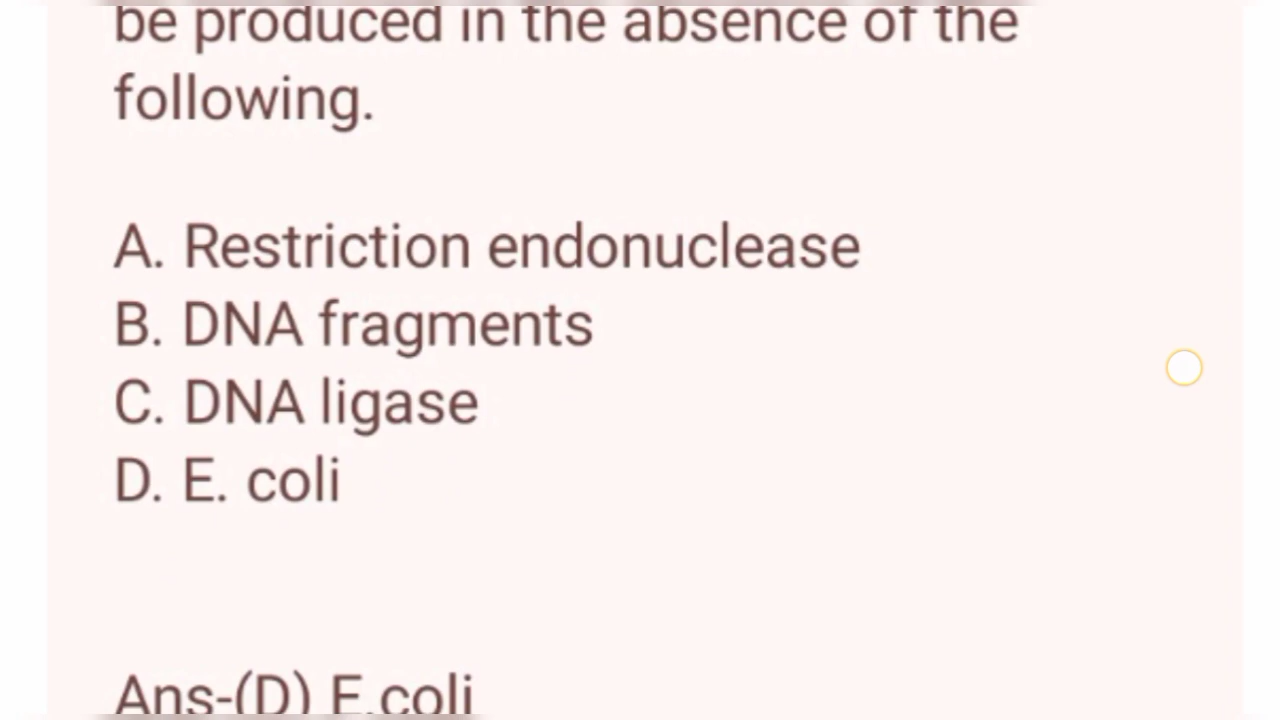 be produced in the absence of the
following.
A. Restriction endonuclease
B. DNA fragments
C. DNA ligase
D. E. coli
Ans-(D) E.coli